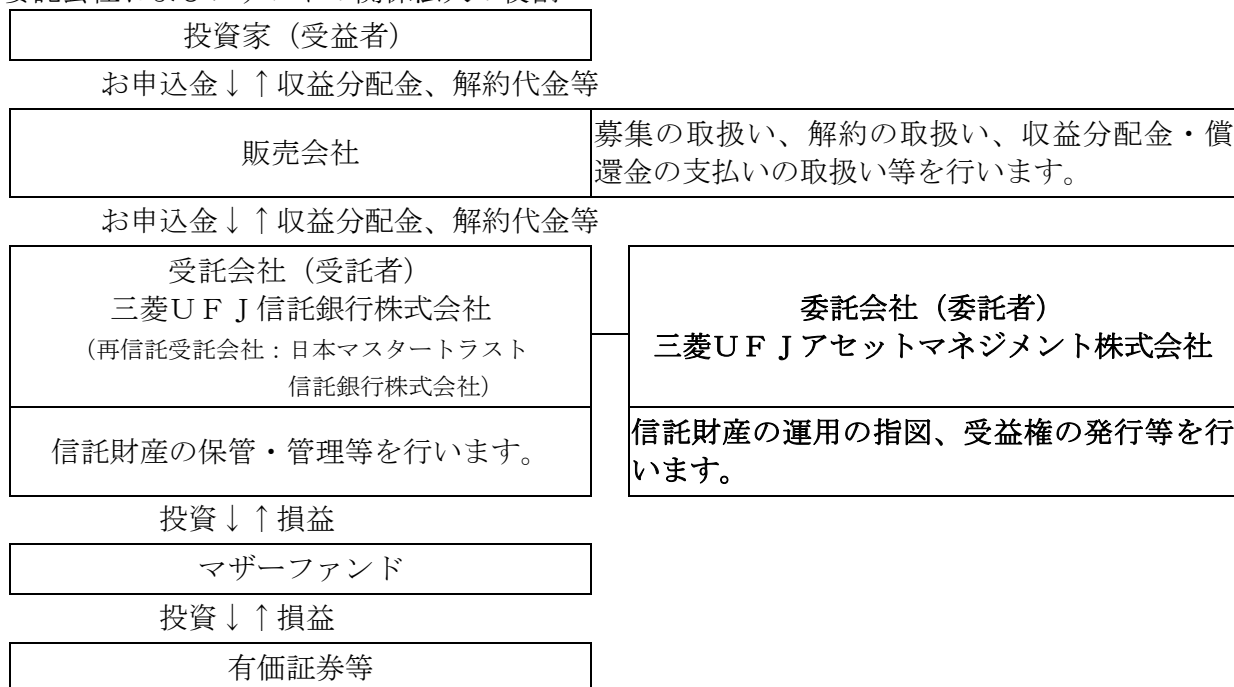 投資家（受益者）
お申込金↓↑収益分配金、解約代金等
販売会社
募集の取扱い、解約の取扱い、収益分配金・償
還金の支払いの取扱い等を行います。
お申込金↓↑収益分配金、解約代金等
受託会社（受託者）
三菱ＵＦＪ信託銀行株式会社
（再信託受託会社：日本マスタートラスト
信託銀行株式会社）
委託会社（委託者）
三菱ＵＦＪアセットマネジメント株式会社
信託財産の保管・管理等を行います。
信託財産の運用の指図、受益権の発行等を行
います。
投資↓↑損益
マザーファンド
投資↓↑損益
有価証券等